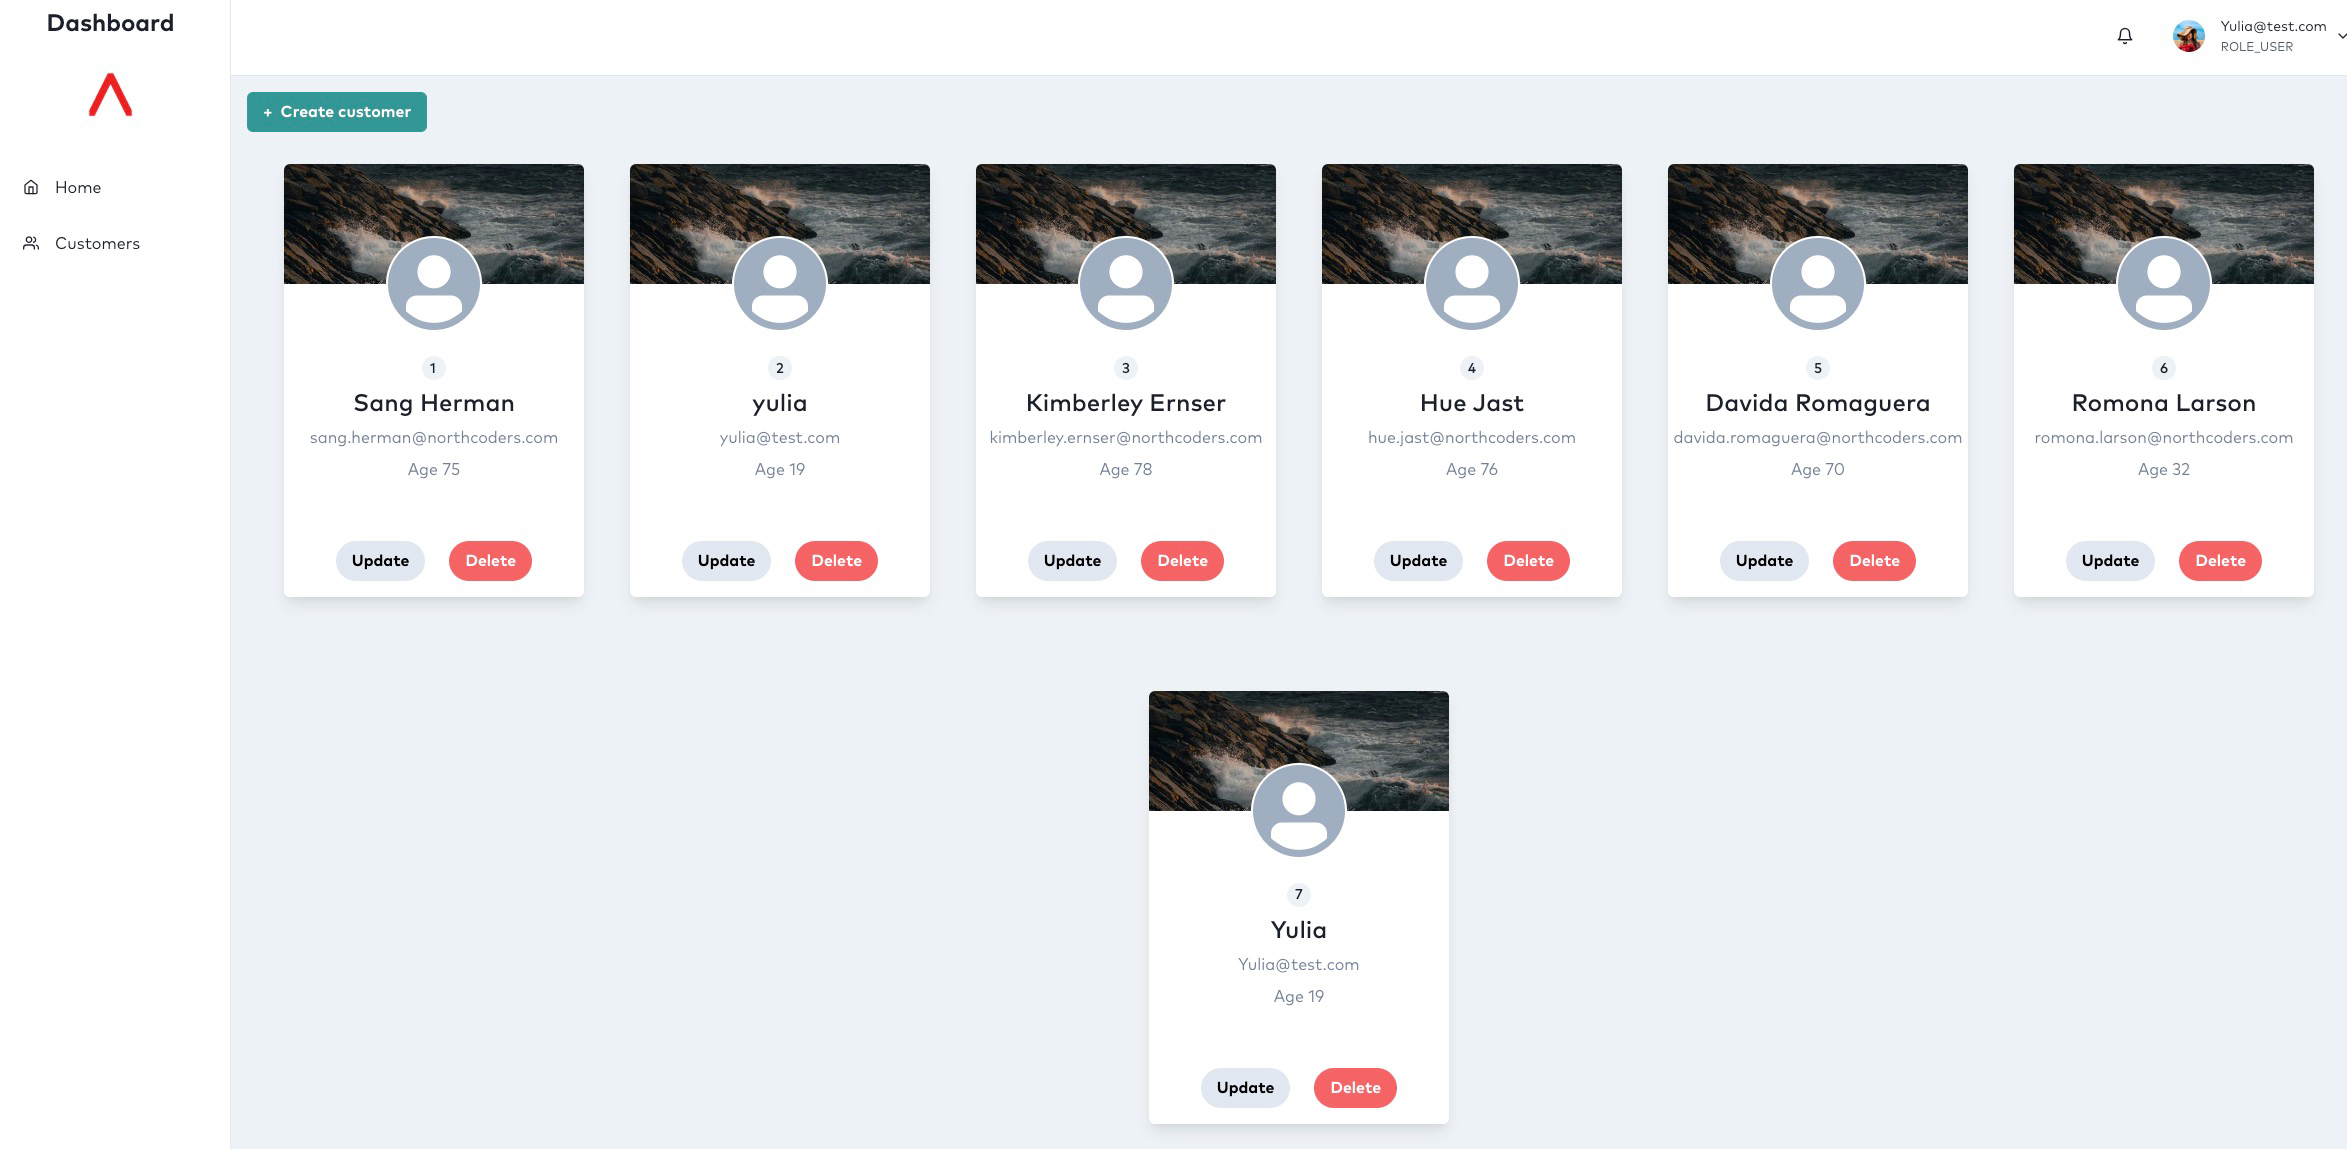 Dashboard
Home
Customers
Yulia@test.com
ROLE_USER
+ Create customer
1
Sang Herman
sang.herman@northcoders.com
Age 75
Update Delete
2
yulia
yulia@test.com
Age 19
Update Delete
3
Kimberley Ernser
kimberley.ernser@northcoders.com
Age 78
Update Delete
4
Hue Jast
hue.jast@northcoders.com
Age 76
Update Delete
5
Davida Romaguera
davida.romaguera@northcoders.com
Age 70
Update Delete
6
Romona Larson
romona.larson@northcoders.com
Age 32
Update Delete
7
Yulia
Yulia@test.com
Age 19
Update Delete